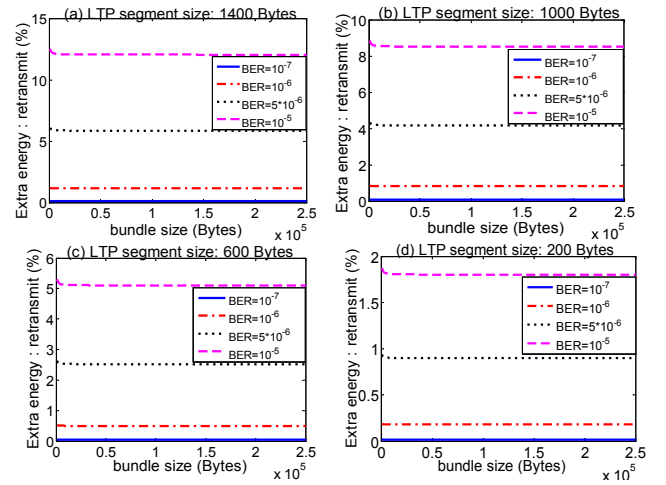 (a) LTP segment size: 1400 Bytes
Extra energy : retransmit (%)
15
10
5
0
BER=10^-7
BER=10^-6
BER=5*10^-6
BER=10^-5
0 0.5 1 1.5 2 2.5
bundle size (Bytes)
x 10^5
(b) LTP segment size: 1000 Bytes
Extra energy : retransmit (%)
10
8
6
4
2
0
BER=10^-7
BER=10^-6
BER=5*10^-6
BER=10^-5
0 0.5 1 1.5 2 2.5
bundle size (Bytes)
x 10^5
(c) LTP segment size: 600 Bytes
Extra energy : retransmit (%)
6
5
4
3
2
1
0
BER=10^-7
BER=10^-6
BER=5*10^-6
BER=10^-5
0 0.5 1 1.5 2 2.5
bundle size (Bytes)
x 10^5
(d) LTP segment size: 200 Bytes
Extra energy : retransmit (%)
2
1.5
1
0.5
0
BER=10^-7
BER=10^-6
BER=5*10^-6
BER=10^-5
0 0.5 1 1.5 2 2.5
bundle size (Bytes)
x 10^5